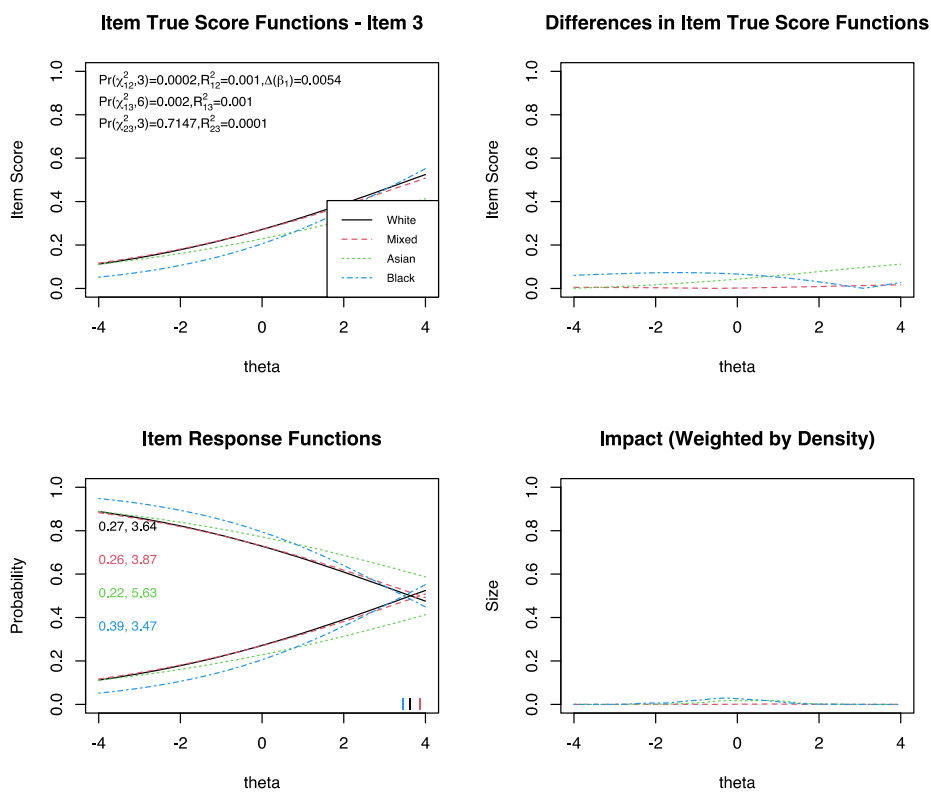 Item True Score Functions - Item 3
Item Score
1.0
0.8
0.6
0.4
0.2
0.0
Pr(χ²₁₂,3)=0.0002,R²₁₂=0.001,Δ(β₁)=0.0054
Pr(χ²₁₃,6)=0.002,R²₁₃=0.001
Pr(χ²₂₃,3)=0.7147,R²₂₃=0.0001
White
Mixed
Asian
Black
-4 -2 0 2 4
theta
Differences in Item True Score Functions
Item Score
1.0
0.8
0.6
0.4
0.2
0.0
-4 -2 0 2 4
theta
Item Response Functions
Probability
1.0
0.8
0.6
0.4
0.2
0.0
0.27, 3.64
0.26, 3.87
0.22, 5.63
0.39, 3.47
-4 -2 0 2 4
theta
Impact (Weighted by Density)
Size
1.0
0.8
0.6
0.4
0.2
0.0
-4 -2 0 2 4
theta